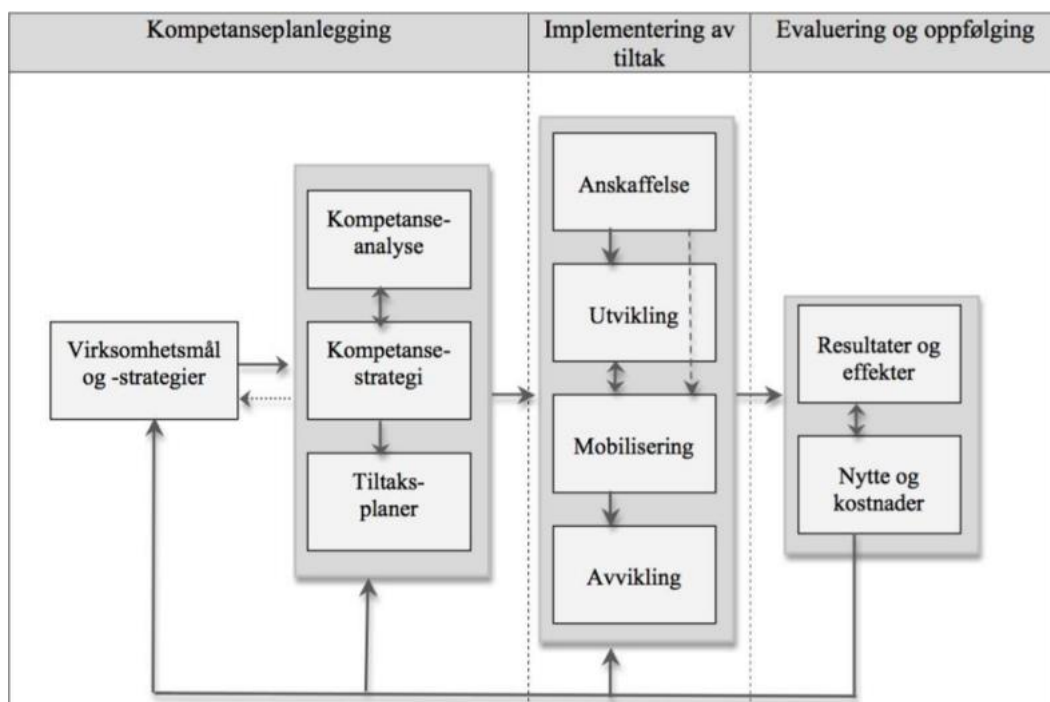 Kompetanseplanlegging
Implementering av
tiltak
Evaluering og oppfølging
Virksomhetsmål
og -strategier
Kompetanse-
analyse
Kompetanse-
strategi
Tiltaks-
planer
Anskaffelse
Utvikling
Mobilisering
Avvikling
Resultater og
effekter
Nytte og
kostnader